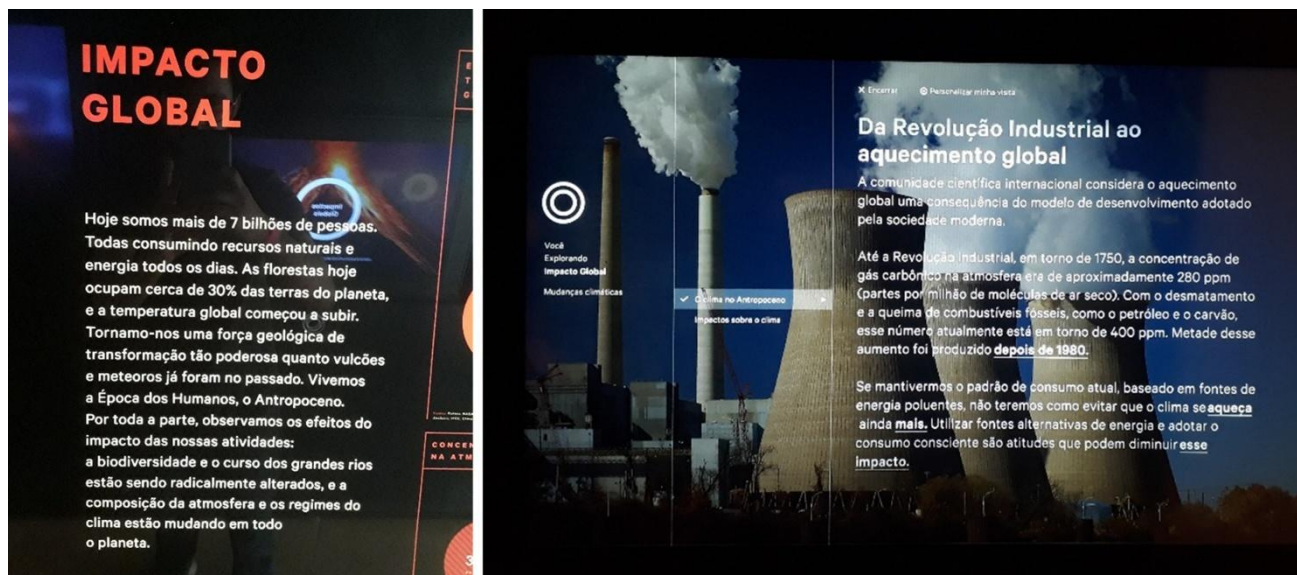 IMPACTO
GLOBAL
Hoje somos mais de 7 bilhões de pessoas.
Todas consumindo recursos naturais e
energia todos os dias. As florestas hoje
ocupam cerca de 30% das terras do planeta,
e a temperatura global começou a subir.
Tornamo-nos uma força geológica de
transformação tão poderosa quanto vulcões
e meteoros já foram no passado. Vivemos
a Época dos Humanos, o Antropoceno.
Por toda a parte, observamos os efeitos do
impacto das nossas atividades:
a biodiversidade e o curso dos grandes rios
estão sendo radicalmente alterados, e a
composição da atmosfera e os regimes do
clima estão mudando em todo
o planeta.
E
T
G
CONCEN
NA ATM
3
Você
Explorando
Impacto Global
Mudanças climáticas
O clima no Antropoceno
Impactos sobre o clima
Encerrar
Personalizar minha visita
Da Revolução Industrial ao
aquecimento global
A comunidade científica internacional considera o aquecimento
global uma consequência do modelo de desenvolvimento adotado
pela sociedade moderna.
Até a Revolução Industrial, em torno de 1750, a concentração de
gás carbônico na atmosfera era de aproximadamente 280 ppm
(partes por milhão de moléculas de ar seco). Com o desmatamento
e a queima de combustíveis fósseis, como o petróleo e o carvão,
esse número atualmente está em torno de 400 ppm. Metade desse
aumento foi produzido depois de 1980.
Se mantivermos o padrão de consumo atual, baseado em fontes de
energia poluentes, não teremos como evitar que o clima se aqueça
ainda mais. Utilizar fontes alternativas de energia e adotar o
consumo consciente são atitudes que podem diminuir esse
impacto.